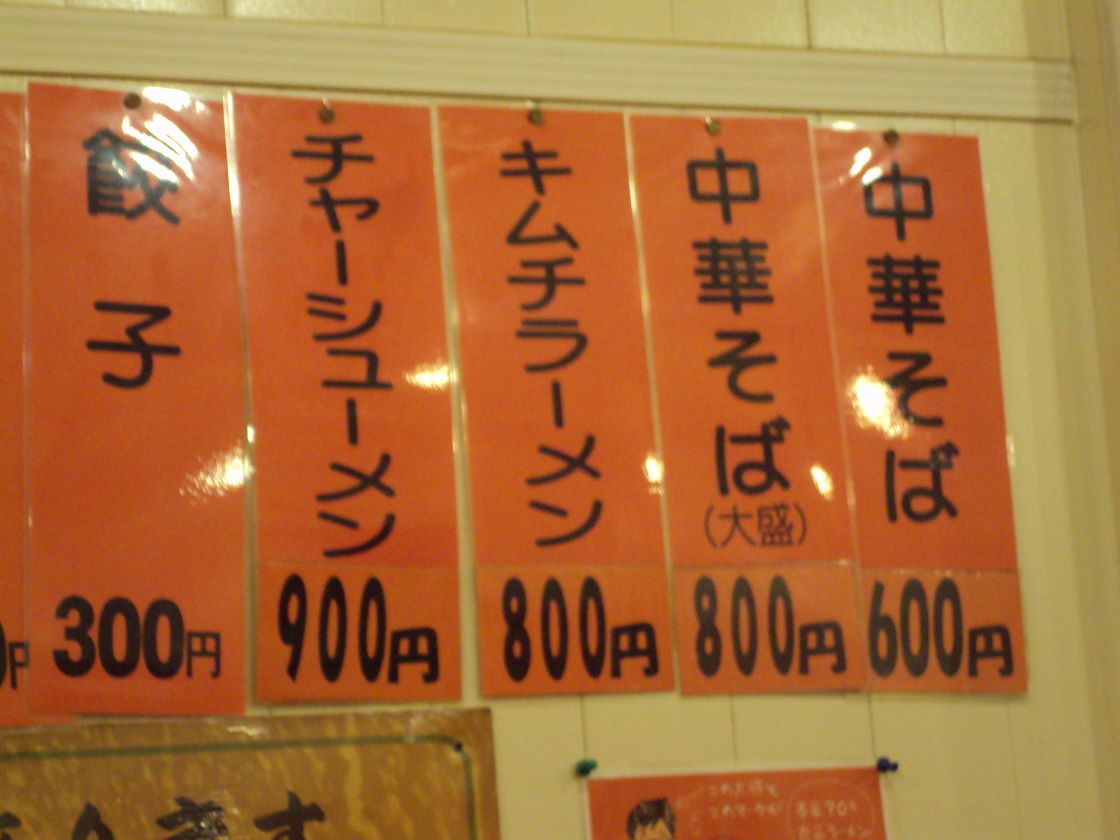 中華そば
600円
中華そば
(大盛)
800円
キムチラーメン
800円
チャーシューメン
900円
餃子
300円